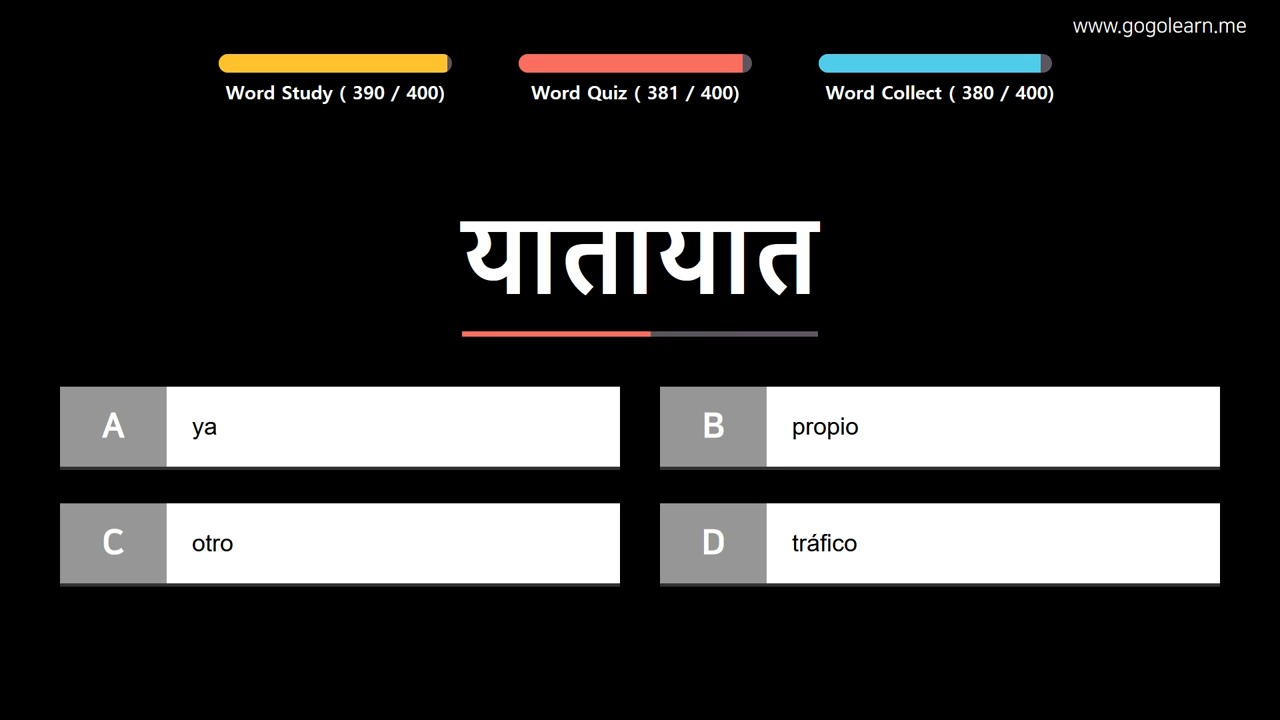 www.gogolearn.me
Word Study ( 390 / 400)
Word Quiz ( 381 / 400)
Word Collect ( 380 / 400)
यातायात
A ya
B propio
C otro
D tráfico